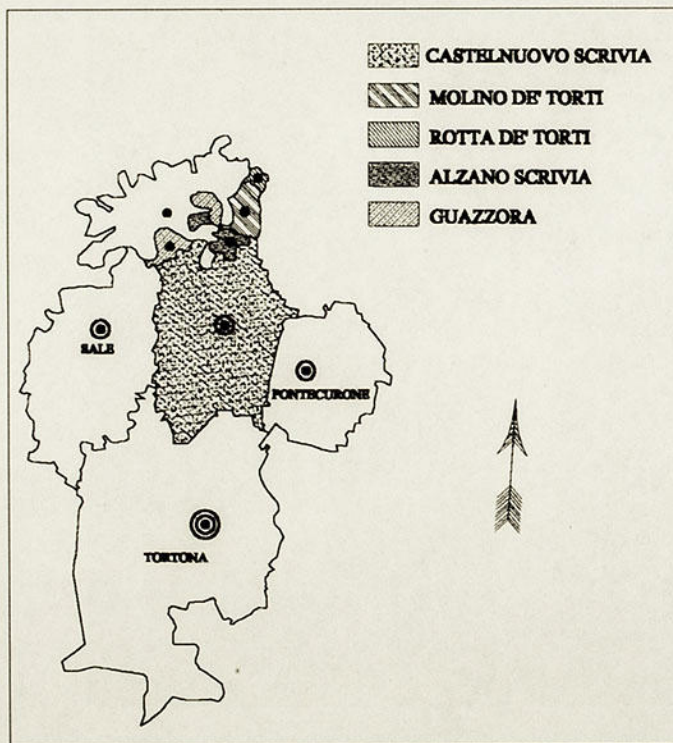 CASTELNUOVO SCRIVIA
MOLINO DE' TORTI
ROTTA DE' TORTI
ALZANO SCRIVIA
GUAZZORA
SALE
PONTECURONE
TORTONA